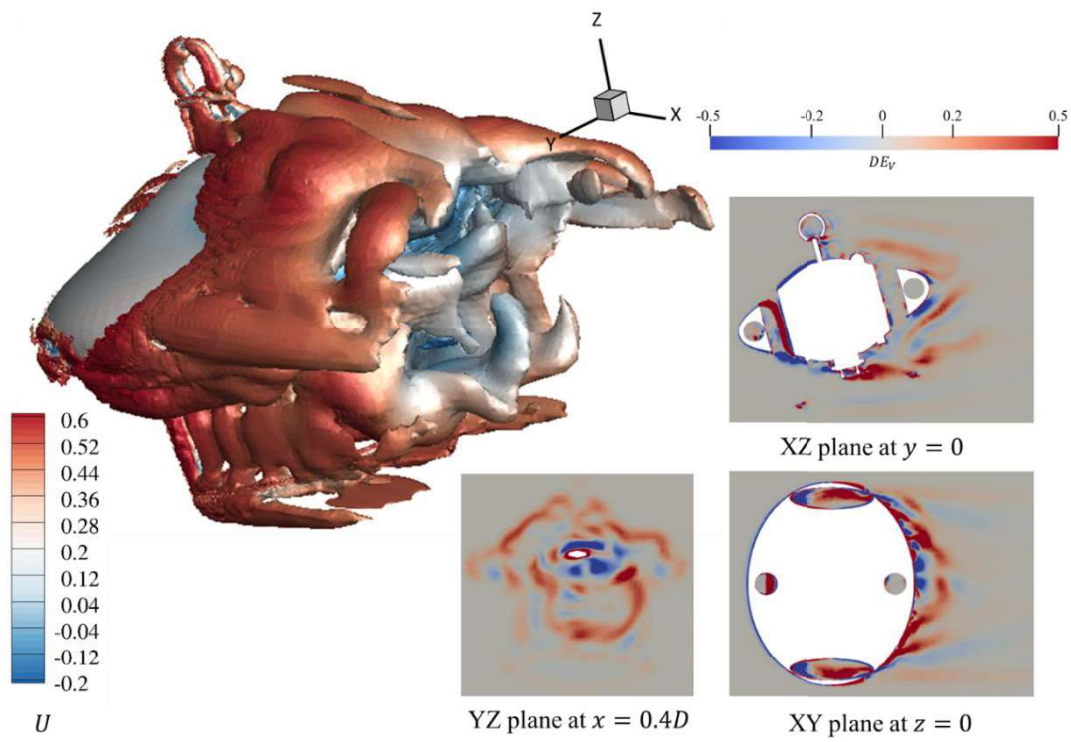 Z
X
Y
-0.5
-0.2
0
0.2
0.5
DE_V
XZ plane at y = 0
0.6
0.52
0.44
0.36
0.28
0.2
0.12
0.04
-0.04
-0.12
-0.2
U
YZ plane at x = 0.4D
XY plane at z = 0